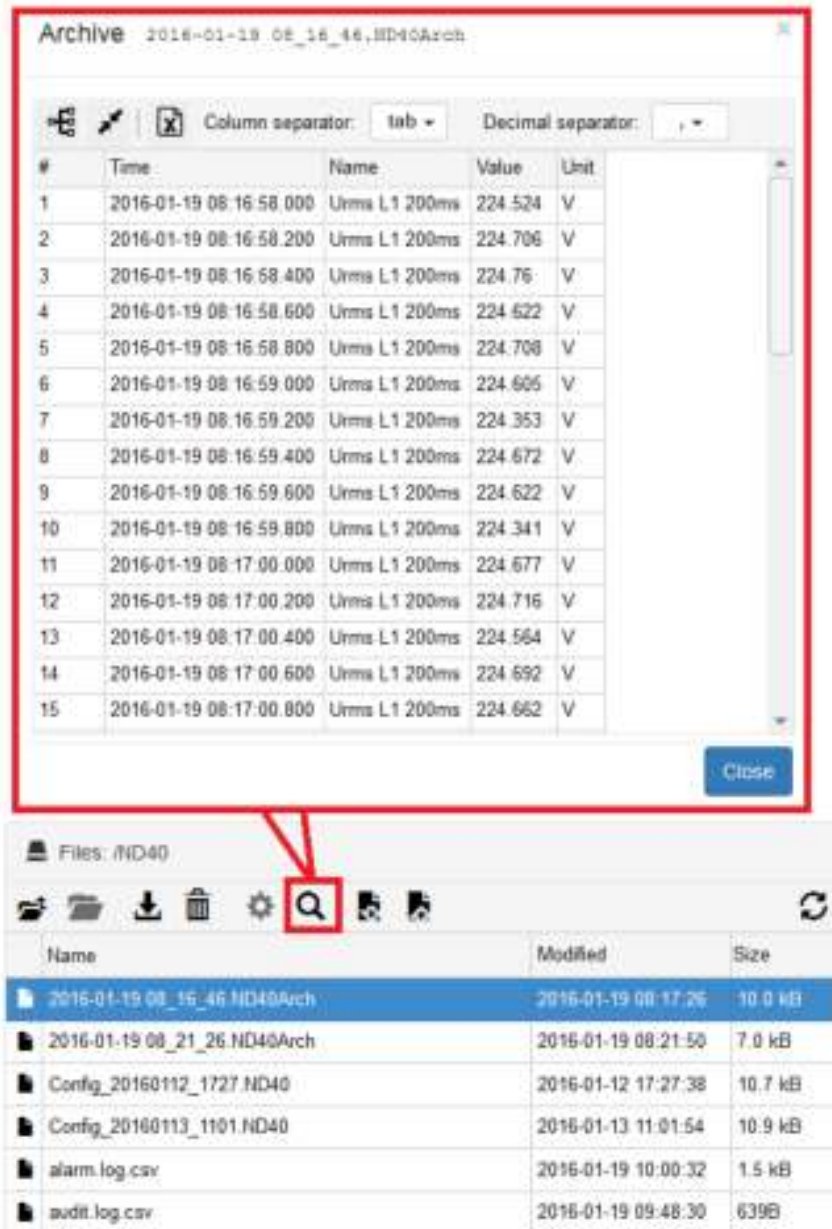 Archive 2016-01-19 08_16_46.ND40Arch
Column separator: tab Decimal separator: ,
# Time Name Value Unit
1 2016-01-19 08:16:58.000 Urms L1 200ms 224.524 V
2 2016-01-19 08:16:58.200 Urms L1 200ms 224.706 V
3 2016-01-19 08:16:58.400 Urms L1 200ms 224.76 V
4 2016-01-19 08:16:58.600 Urms L1 200ms 224.622 V
5 2016-01-19 08:16:58.800 Urms L1 200ms 224.708 V
6 2016-01-19 08:16:59.000 Urms L1 200ms 224.605 V
7 2016-01-19 08:16:59.200 Urms L1 200ms 224.353 V
8 2016-01-19 08:16:59.400 Urms L1 200ms 224.672 V
9 2016-01-19 08:16:59.600 Urms L1 200ms 224.622 V
10 2016-01-19 08:16:59.800 Urms L1 200ms 224.341 V
11 2016-01-19 08:17:00.000 Urms L1 200ms 224.677 V
12 2016-01-19 08:17:00.200 Urms L1 200ms 224.716 V
13 2016-01-19 08:17:00.400 Urms L1 200ms 224.564 V
14 2016-01-19 08:17:00.600 Urms L1 200ms 224.692 V
15 2016-01-19 08:17:00.800 Urms L1 200ms 224.662 V
Close
Files: /ND40
Name Modified Size
2016-01-19 08_16_46.ND40Arch 2016-01-19 08:17:26 10.0 kB
2016-01-19 08_21_26.ND40Arch 2016-01-19 08:21:50 7.0 kB
Config_20160112_1727.ND40 2016-01-12 17:27:38 10.7 kB
Config_20160113_1101.ND40 2016-01-13 11:01:54 10.9 kB
alarm.log.csv 2016-01-19 10:00:32 1.5 kB
audit.log.csv 2016-01-19 09:48:30 639B